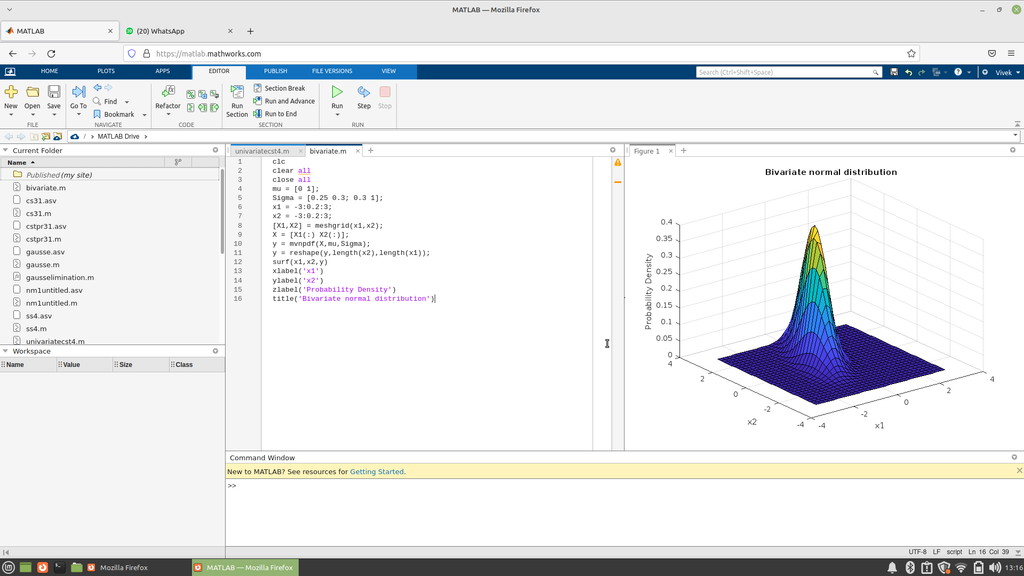 MATLAB — Mozilla Firefox
MATLAB
(20) WhatsApp
https://matlab.mathworks.com
HOME PLOTS APPS EDITOR PUBLISH FILE VERSIONS VIEW
Search (Ctrl+Shift+Space)
Vivek
New Open Save
Go To Find
Bookmark
Refactor
Run Section
Section Break
Run and Advance
Run to End
Run Step Stop
FILE NAVIGATE CODE SECTION RUN
/ MATLAB Drive
Current Folder
Name
Published (my site)
bivariate.m
cs31.asv
cs31.m
cstpr31.asv
cstpr31.m
gausse.asv
gausse.m
gausselimination.m
nm1untitled.asv
nm1untitled.m
ss4.asv
ss4.m
univariatecst4.m
Workspace
Name Value Size Class
univariatecst4.m bivariate.m
1 clc
2 clear all
3 close all
4 mu = [0 1];
5 Sigma = [0.25 0.3; 0.3 1];
6 x1 = -3:0.2:3;
7 x2 = -3:0.2:3;
8 [X1,X2] = meshgrid(x1,x2);
9 X = [X1(:) X2(:)];
10 y = mvnpdf(X,mu,Sigma);
11 y = reshape(y,length(x2),length(x1));
12 surf(x1,x2,y)
13 xlabel('x1')
14 ylabel('x2')
15 zlabel('Probability Density')
16 title('Bivariate normal distribution')
Figure 1
Bivariate normal distribution
0.4
0.35
0.3
0.25
0.2
0.15
0.1
0.05
0
Probability Density
4
2
0
-2
-4
x2
-4
-2
0
2
4
x1
Command Window
New to MATLAB? See resources for Getting Started.
>>
UTF-8 LF script Ln 16 Col 39
Mozilla Firefox
MATLAB — Mozilla Firefox
13:16